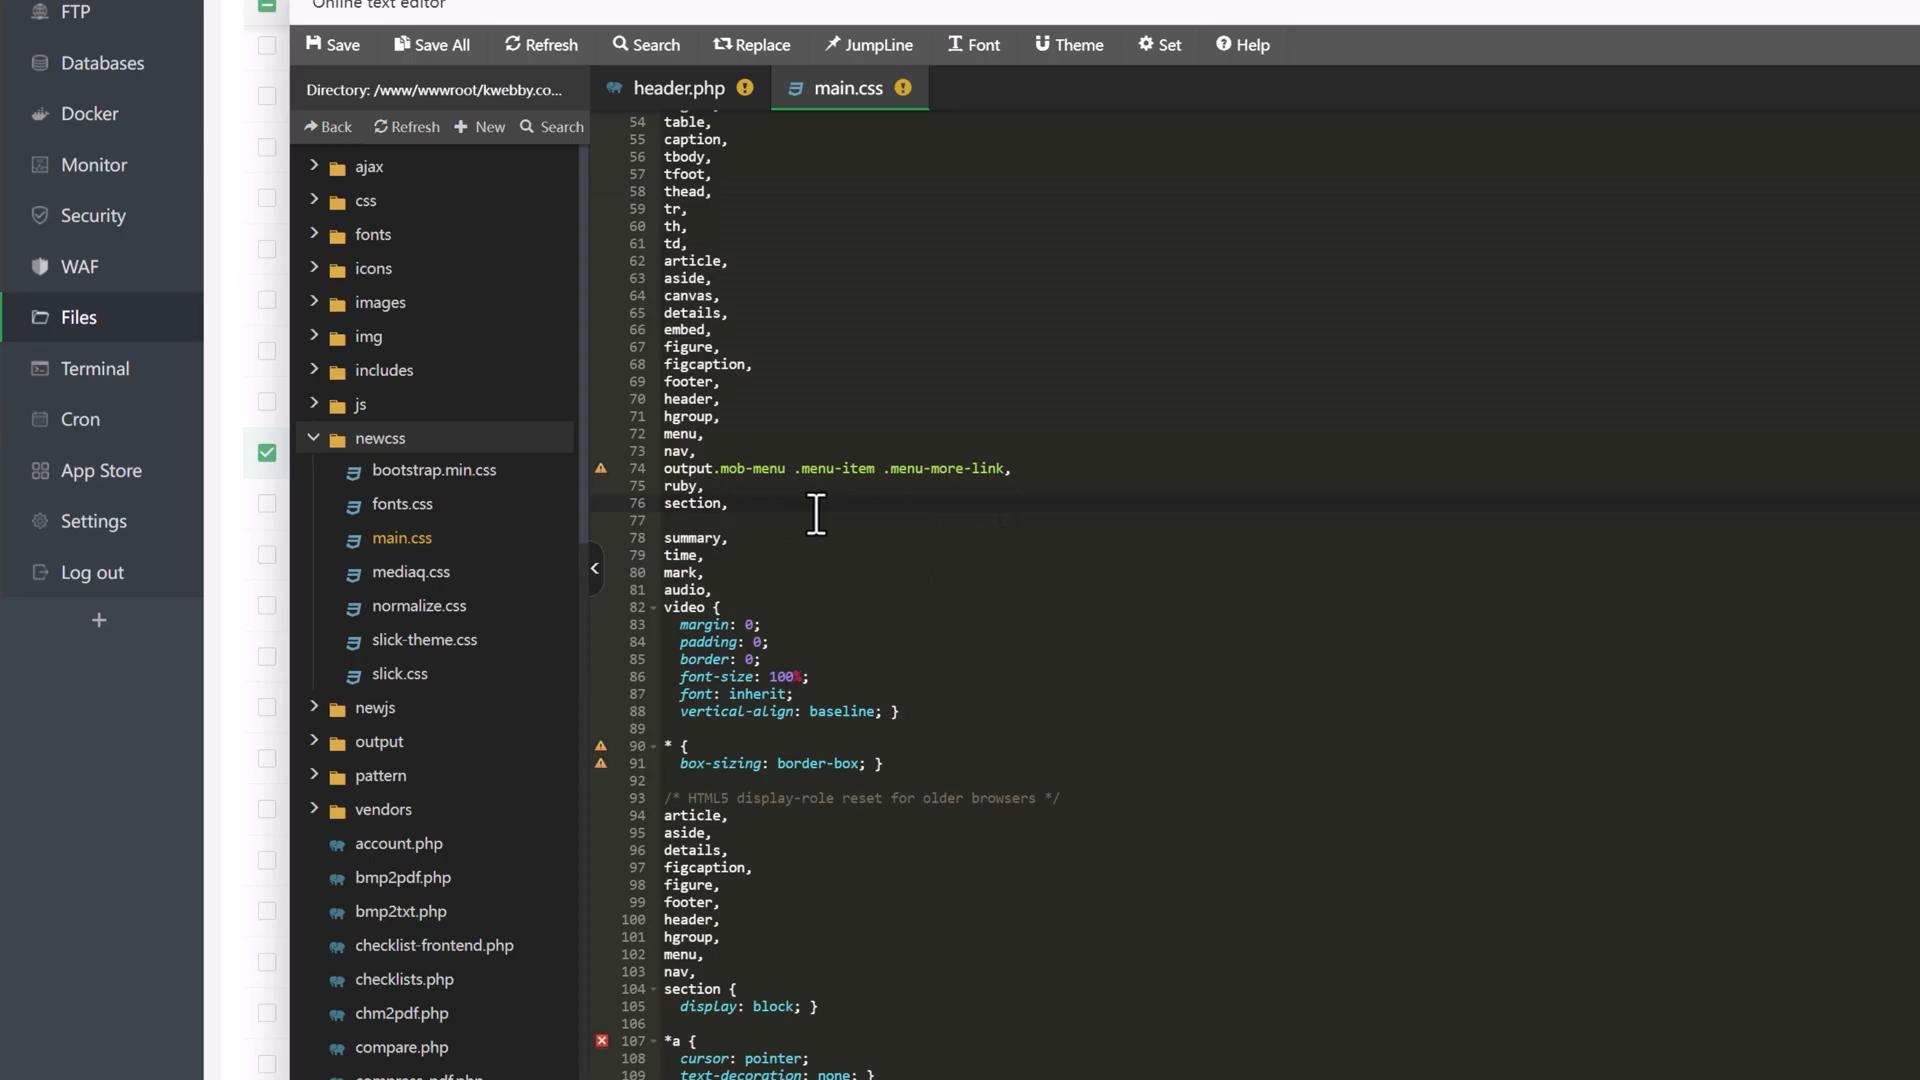 Online text editor
FTP
Databases
Docker
Monitor
Security
WAF
Files
Terminal
Cron
App Store
Settings
Log out
+
Save Save All Refresh Search Replace JumpLine Font Theme Set Help
Directory: /www/wwwroot/kwebby.co...
header.php main.css
Back Refresh New Search
ajax
css
fonts
icons
images
img
includes
js
newcss
bootstrap.min.css
fonts.css
main.css
mediaq.css
normalize.css
slick-theme.css
slick.css
newjs
output
pattern
vendors
account.php
bmp2pdf.php
bmp2txt.php
checklist-frontend.php
checklists.php
chm2pdf.php
compare.php
compress-pdf.php
54 table,
55 caption,
56 tbody,
57 tfoot,
58 thead,
59 tr,
60 th,
61 td,
62 article,
63 aside,
64 canvas,
65 details,
66 embed,
67 figure,
68 figcaption,
69 footer,
70 header,
71 hgroup,
72 menu,
73 nav,
74 output.mob-menu .menu-item .menu-more-link,
75 ruby,
76 section,
77
78 summary,
79 time,
80 mark,
81 audio,
82 video {
83 margin: 0;
84 padding: 0;
85 border: 0;
86 font-size: 100%;
87 font: inherit;
88 vertical-align: baseline; }
89
90 * {
91 box-sizing: border-box; }
92
93 /* HTML5 display-role reset for older browsers */
94 article,
95 aside,
96 details,
97 figcaption,
98 figure,
99 footer,
100 header,
101 hgroup,
102 menu,
103 nav,
104 section {
105 display: block; }
106
107 *a {
108 cursor: pointer;
109 text-decoration: none; }